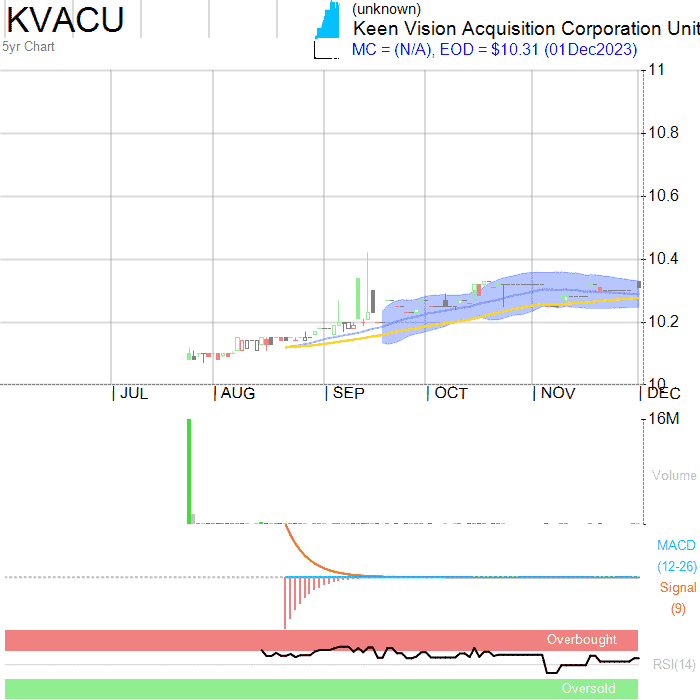 KVACU
5yr Chart
(unknown)
Keen Vision Acquisition Corporation Unit
MC = (N/A), EOD = $10.31 (01Dec2023)
11
10.8
10.6
10.4
10.2
10
JUL AUG SEP OCT NOV DEC
16M
Volume
MACD
(12-26)
Signal
(9)
Overbought
RSI(14)
Oversold